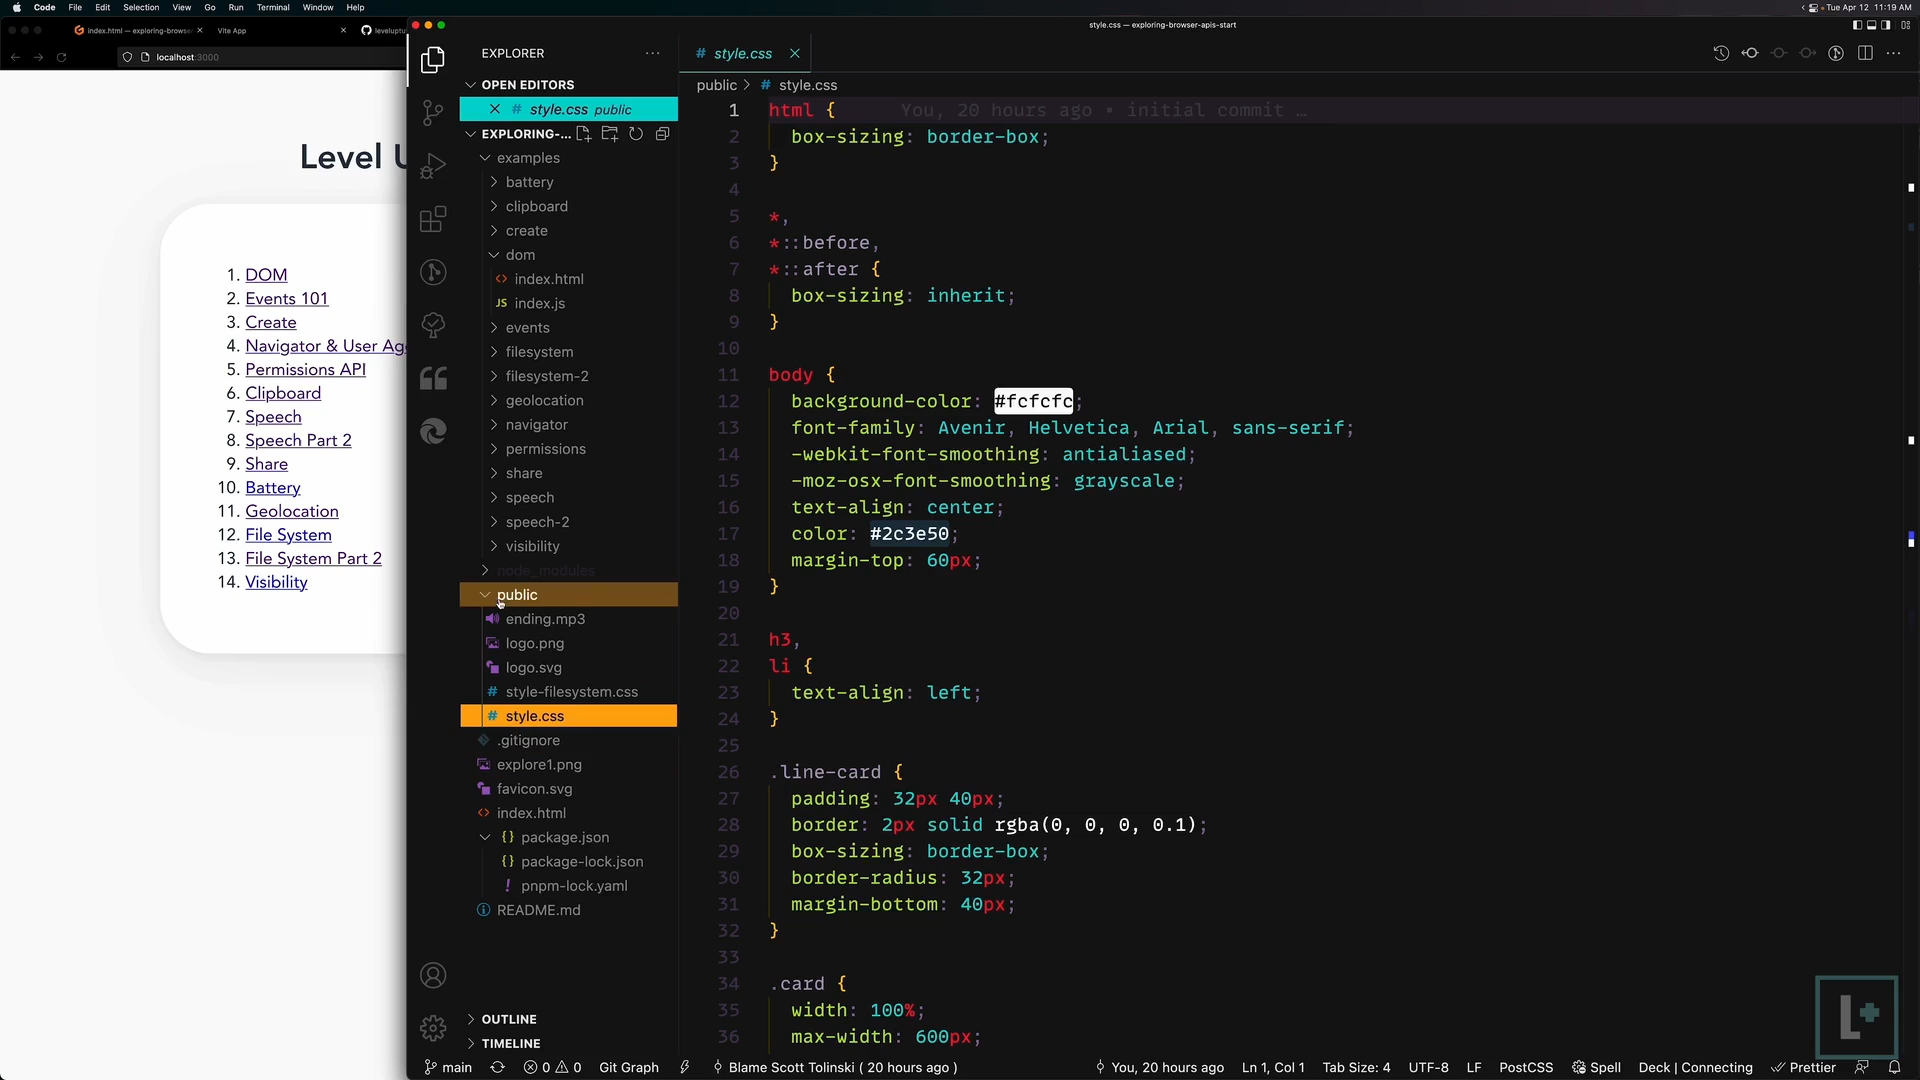 Code File Edit Selection View Go Run Terminal Window Help
Tue Apr 12 11:19 AM
index.html — exploring-browse
Vite App
leveluptu
localhost:3000
Level U
1. DOM
2. Events 101
3. Create
4. Navigator & User Ag
5. Permissions API
6. Clipboard
7. Speech
8. Speech Part 2
9. Share
10. Battery
11. Geolocation
12. File System
13. File System Part 2
14. Visibility
style.css — exploring-browser-apis-start
EXPLORER
OPEN EDITORS
# style.css public
EXPLORING-...
examples
battery
clipboard
create
dom
<> index.html
JS index.js
events
filesystem
filesystem-2
geolocation
navigator
permissions
share
speech
speech-2
visibility
node_modules
public
ending.mp3
logo.png
logo.svg
# style-filesystem.css
# style.css
.gitignore
explore1.png
favicon.svg
<> index.html
{} package.json
{} package-lock.json
! pnpm-lock.yaml
README.md
OUTLINE
TIMELINE
# style.css
public > # style.css
1 html { You, 20 hours ago • initial commit …
2 box-sizing: border-box;
3 }
4
5 *,
6 *::before,
7 *::after {
8 box-sizing: inherit;
9 }
10
11 body {
12 background-color: #fcfcfc;
13 font-family: Avenir, Helvetica, Arial, sans-serif;
14 -webkit-font-smoothing: antialiased;
15 -moz-osx-font-smoothing: grayscale;
16 text-align: center;
17 color: #2c3e50;
18 margin-top: 60px;
19 }
20
21 h3,
22 li {
23 text-align: left;
24 }
25
26 .line-card {
27 padding: 32px 40px;
28 border: 2px solid rgba(0, 0, 0, 0.1);
29 box-sizing: border-box;
30 border-radius: 32px;
31 margin-bottom: 40px;
32 }
33
34 .card {
35 width: 100%;
36 max-width: 600px;
L+
main 0 0 Git Graph Blame Scott Tolinski ( 20 hours ago ) You, 20 hours ago Ln 1, Col 1 Tab Size: 4 UTF-8 LF PostCSS Spell Deck | Connecting Prettier